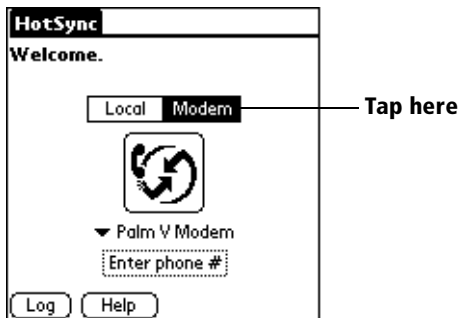 HotSync
Welcome.
Local Modem
Tap here
Palm V Modem
Enter phone #
Log Help